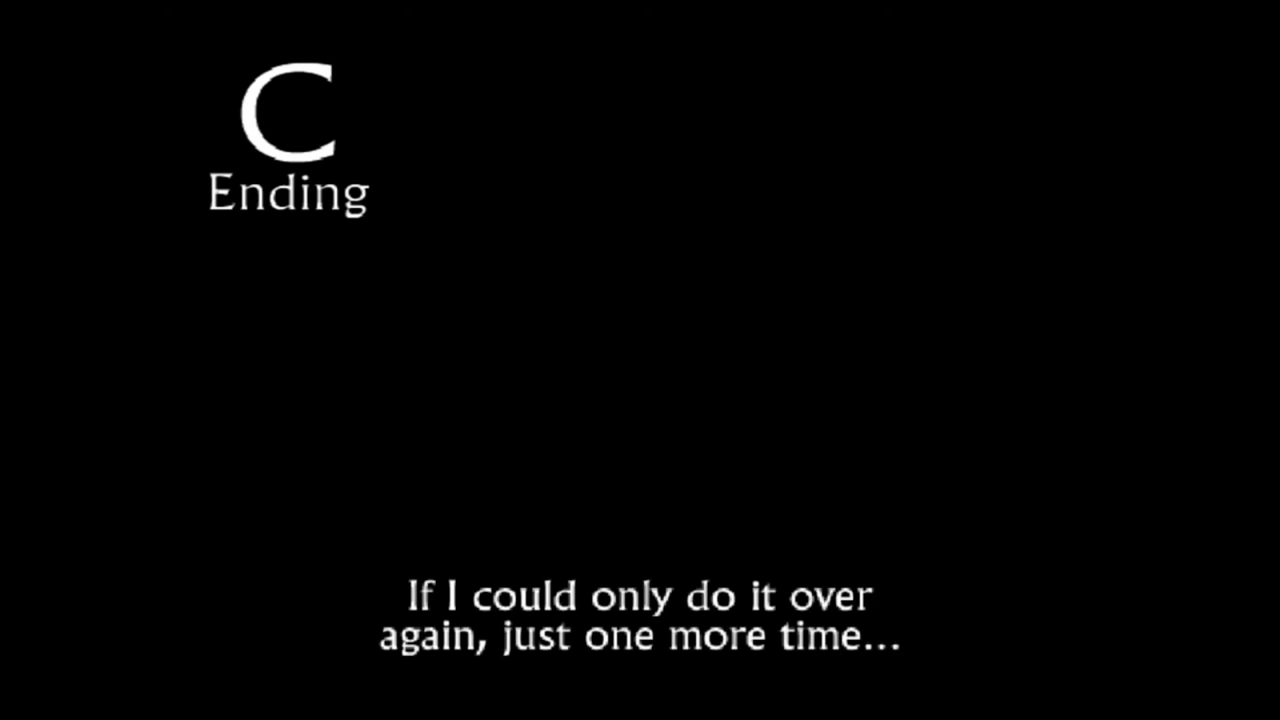 C
Ending
If I could only do it over
again, just one more time...